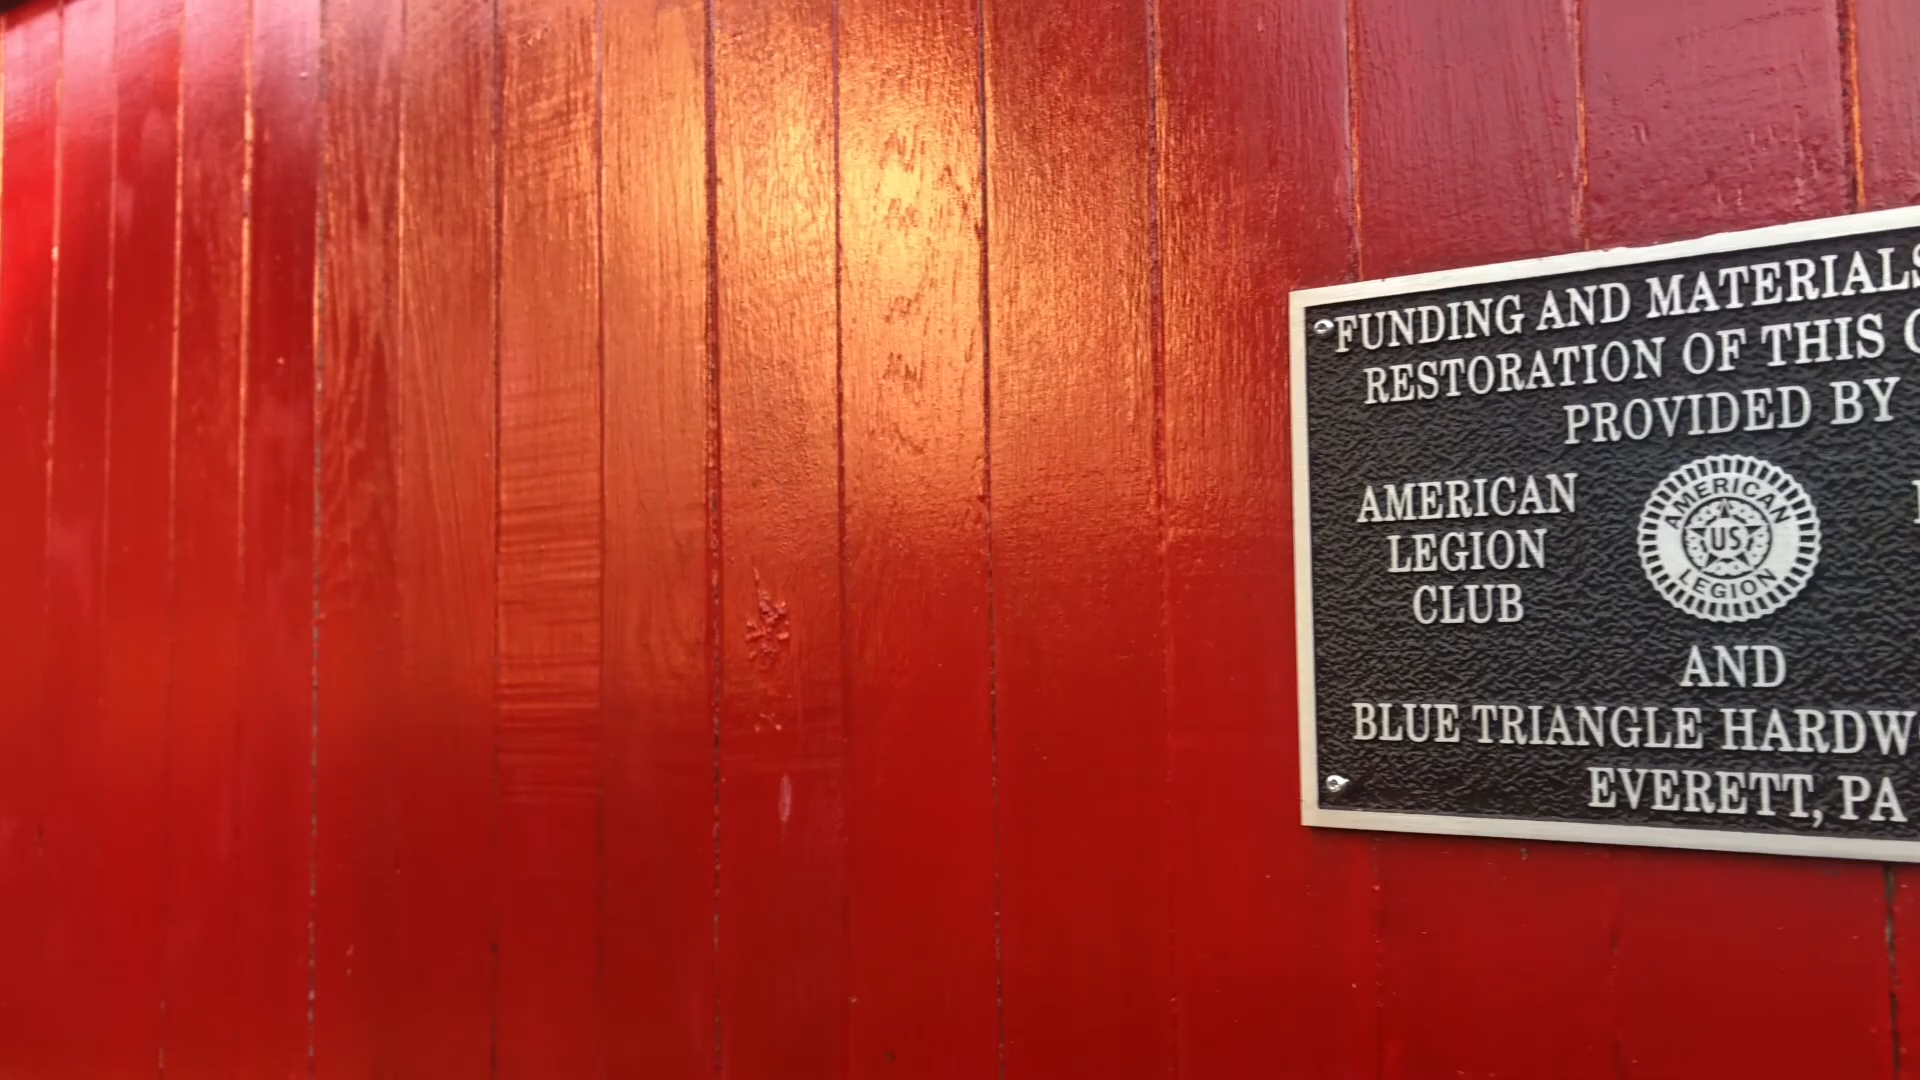 FUNDING AND MATERIALS
RESTORATION OF THIS
PROVIDED BY
AMERICAN
LEGION
CLUB
AMERICAN
US
LEGION
AND
BLUE TRIANGLE
EVERETT, PA